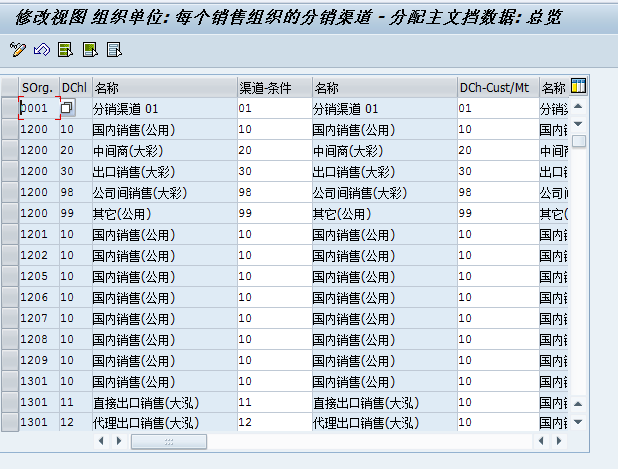 修改视图 组织单位: 每个销售组织的分销渠道 - 分配主文挡数据: 总览
SOrg. DChl 名称 渠道-条件 名称 DCh-Cust/Mt 名称
0001 分销渠道 01 01 分销渠道 01 01 分销
1200 10 国内销售(公用) 10 国内销售(公用) 10 国内销
1200 20 中间商(大彩) 20 中间商(大彩) 20 中间商
1200 30 出口销售(大彩) 30 出口销售(大彩) 30 出口销
1200 98 公司间销售(大彩) 98 公司间销售(大彩) 98 公司间
1200 99 其它(公用) 99 其它(公用) 99 其它(
1201 10 国内销售(公用) 10 国内销售(公用) 10 国内销
1202 10 国内销售(公用) 10 国内销售(公用) 10 国内销
1205 10 国内销售(公用) 10 国内销售(公用) 10 国内销
1206 10 国内销售(公用) 10 国内销售(公用) 10 国内销
1207 10 国内销售(公用) 10 国内销售(公用) 10 国内销
1208 10 国内销售(公用) 10 国内销售(公用) 10 国内销
1209 10 国内销售(公用) 10 国内销售(公用) 10 国内销
1301 10 国内销售(公用) 10 国内销售(公用) 10 国内销
1301 11 直接出口销售(大泓) 11 直接出口销售(大泓) 10 国内销
1301 12 代理出口销售(大泓) 12 代理出口销售(大泓) 10 国内销